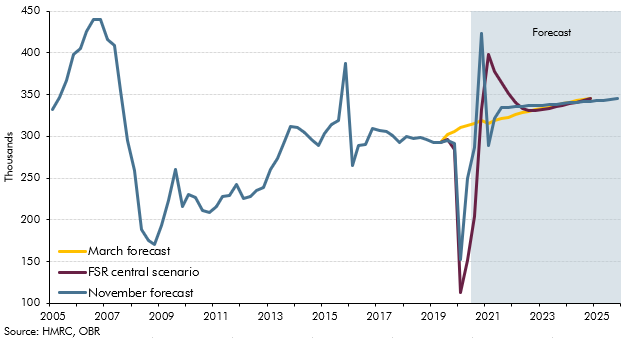 450
400
350
300
250
200
150
100
Thousands
Forecast
March forecast
FSR central scenario
November forecast
2005 2007 2009 2011 2013 2015 2017 2019 2021 2023 2025
Source: HMRC, OBR